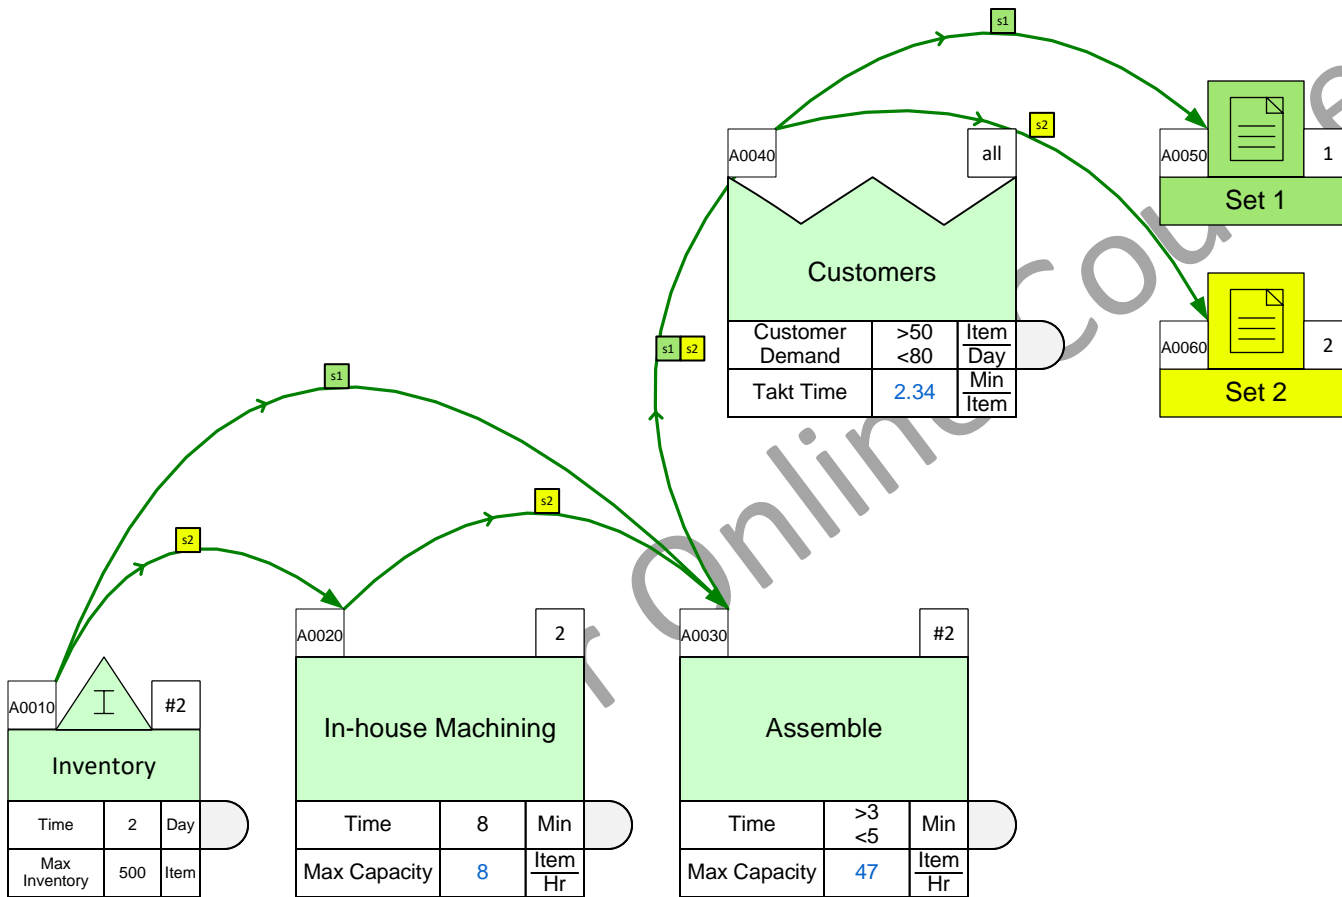 s1
s2
A0040
all
A0050
1
Set 1
Customers
Customer
Demand
>50
<80
Item
Day
Takt Time
2.34
Min
Item
A0060
2
Set 2
s1 s2
s1
s2
s2
A0010
#2
Inventory
Time 2 Day
Max
Inventory
500 Item
A0020
2
In-house Machining
Time 8 Min
Max Capacity 8
Item
Hr
A0030
#2
Assemble
Time
>3
<5
Min
Max Capacity 47
Item
Hr